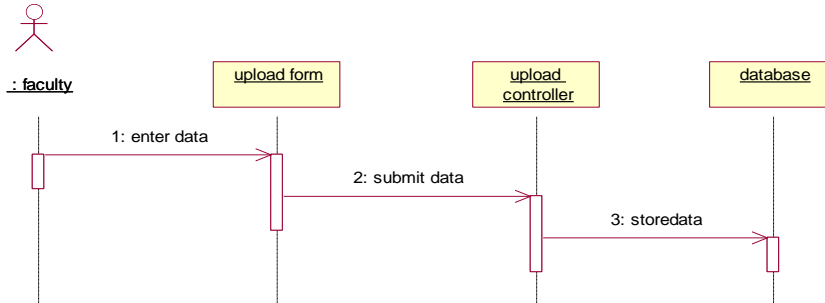 : faculty
upload form
upload
controller
database
1: enter data
2: submit data
3: storedata